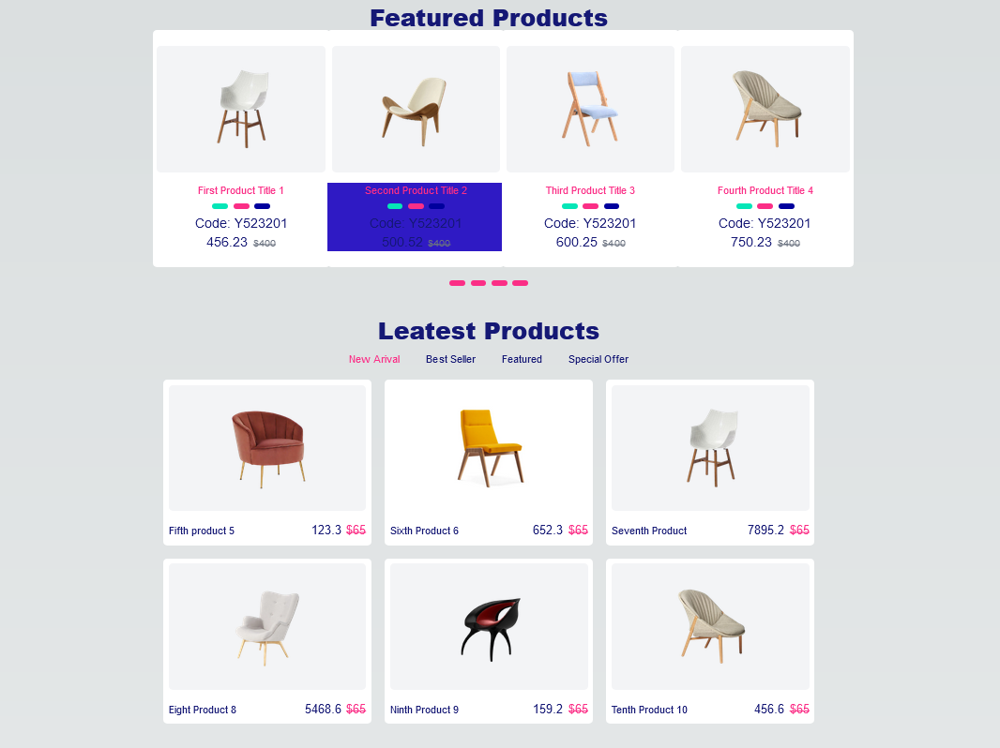 Featured Products
First Product Title 1
Second Product Title 2
Third Product Title 3
Fourth Product Title 4
Code: Y523201
Code: Y523201
Code: Y523201
Code: Y523201
456.23 $400
500.52 $400
600.25 $400
750.23 $400
Leatest Products
New Arival Best Seller Featured Special Offer
Fifth product 5 123.3 $65
Sixth Product 6 652.3 $65
Seventh Product 7895.2 $65
Eight Product 8 5468.6 $65
Ninth Product 9 159.2 $65
Tenth Product 10 456.6 $65